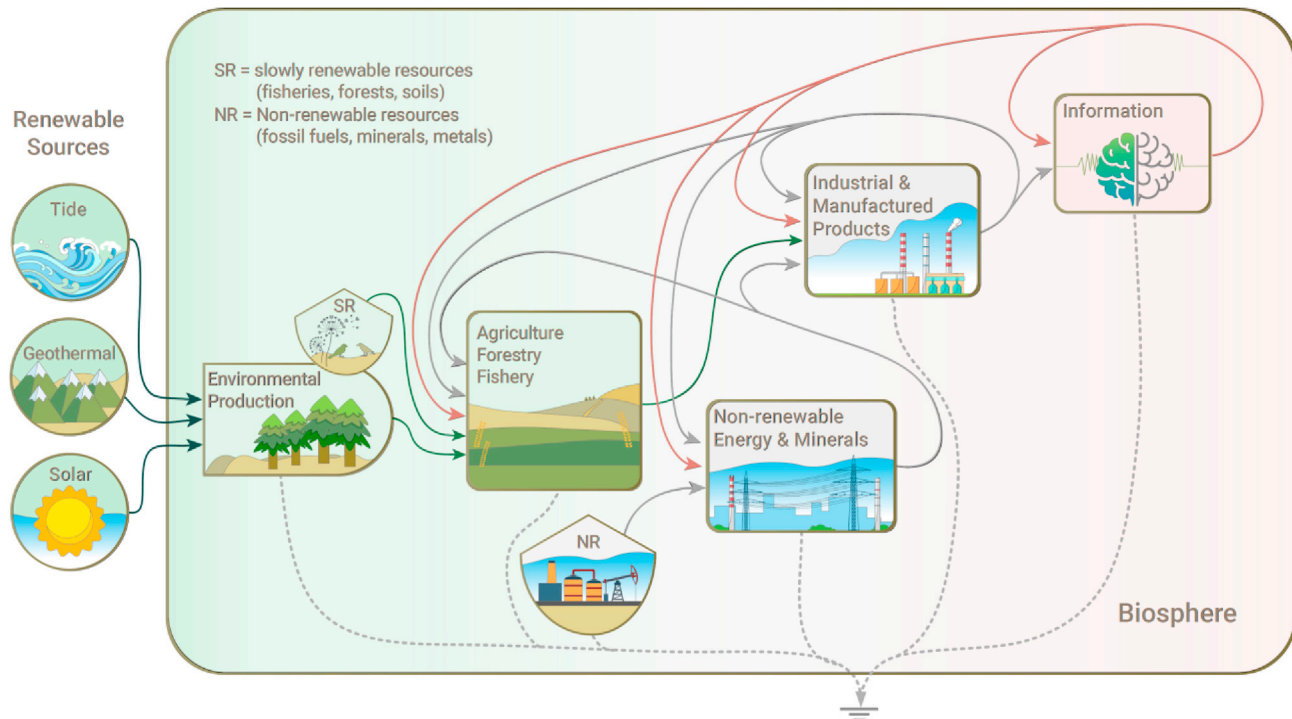 SR = slowly renewable resources
(fisheries, forests, soils)
NR = Non-renewable resources
(fossil fuels, minerals, metals)
Renewable
Sources
Tide
Geothermal
Solar
SR
Environmental
Production
Agriculture
Forestry
Fishery
Industrial &
Manufactured
Products
Information
Non-renewable
Energy & Minerals
NR
Biosphere